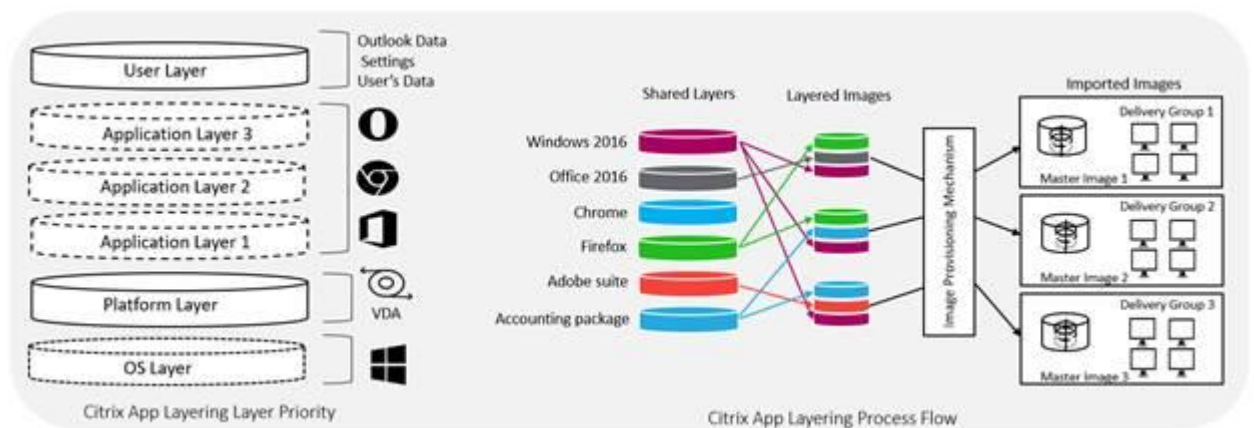 User Layer
Outlook Data
Settings
User's Data
Application Layer 3
Application Layer 2
Application Layer 1
Platform Layer
VDA
OS Layer
Citrix App Layering Layer Priority
Shared Layers
Layered Images
Imported Images
Windows 2016
Office 2016
Chrome
Firefox
Adobe suite
Accounting package
Image Provisioning Mechanism
Delivery Group 1
Master Image 1
Delivery Group 2
Master Image 2
Delivery Group 3
Master Image 3
Citrix App Layering Process Flow